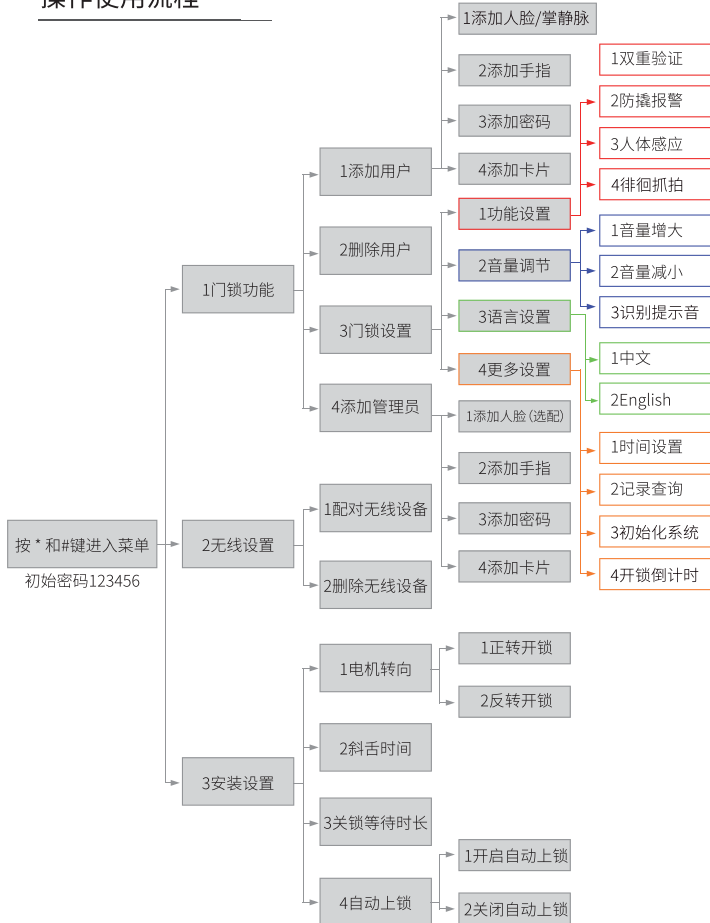 操作使用流程
按 * 和#键进入菜单
初始密码123456
1门锁功能
1添加用户
1添加人脸/掌静脉
2添加手指
3添加密码
4添加卡片
2删除用户
3门锁设置
1功能设置
1双重验证
2防撬报警
3人体感应
4徘徊抓拍
2音量调节
1音量增大
2音量减小
3识别提示音
3语言设置
1中文
2English
4更多设置
1时间设置
2记录查询
3初始化系统
4开锁倒计时
4添加管理员
1添加人脸(选配)
2添加手指
3添加密码
4添加卡片
2无线设置
1配对无线设备
2删除无线设备
3安装设置
1电机转向
1正转开锁
2反转开锁
2斜舌时间
3关锁等待时长
4自动上锁
1开启自动上锁
2关闭自动上锁